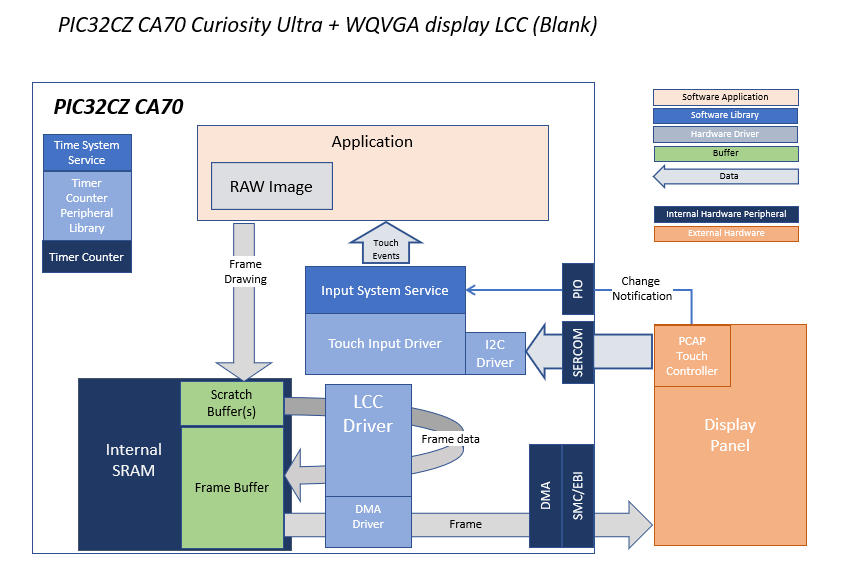 PIC32CZ CA70 Curiosity Ultra + WQVGA display LCC (Blank)
PIC32CZ CA70
Time System
Service
Timer
Counter
Peripheral
Library
Timer Counter
Application
RAW Image
Software Application
Software Library
Hardware Driver
Buffer
Data
Internal Hardware Peripheral
External Hardware
Frame
Drawing
Touch
Events
Input System Service
Touch Input Driver
I2C
Driver
PIO
SERCOM
Change
Notification
PCAP
Touch
Controller
Display
Panel
Internal
SRAM
Scratch
Buffer(s)
Frame Buffer
LCC
Driver
Frame data
DMA
Driver
Frame
DMA
SMC/EBI